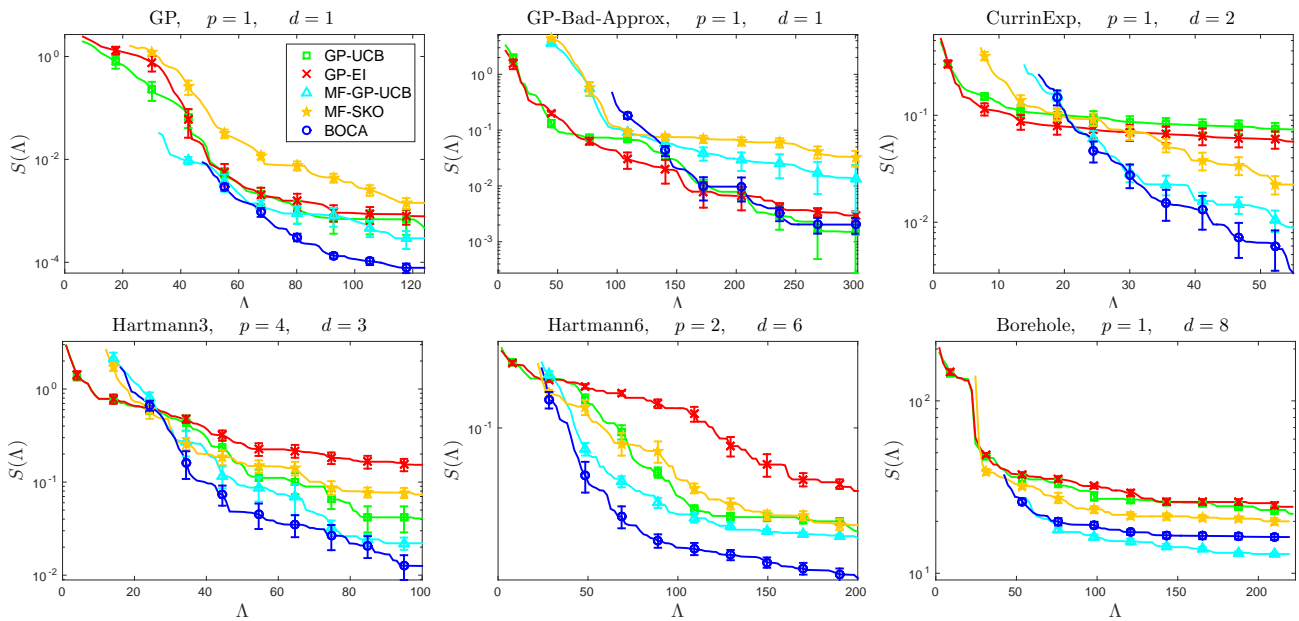 GP, p = 1, d = 1
S(Λ)
10^0
10^-2
10^-4
GP-UCB
GP-EI
MF-GP-UCB
MF-SKO
BOCA
0 20 40 60 80 100 120
Λ
GP-Bad-Approx, p = 1, d = 1
S(Λ)
10^0
10^-1
10^-2
10^-3
0 50 100 150 200 250 300
Λ
CurrinExp, p = 1, d = 2
S(Λ)
10^-1
10^-2
0 10 20 30 40 50
Λ
Hartmann3, p = 4, d = 3
S(Λ)
10^0
10^-1
10^-2
0 20 40 60 80 100
Λ
Hartmann6, p = 2, d = 6
S(Λ)
10^-1
0 50 100 150 200
Λ
Borehole, p = 1, d = 8
S(Λ)
10^2
10^1
0 50 100 150 200
Λ